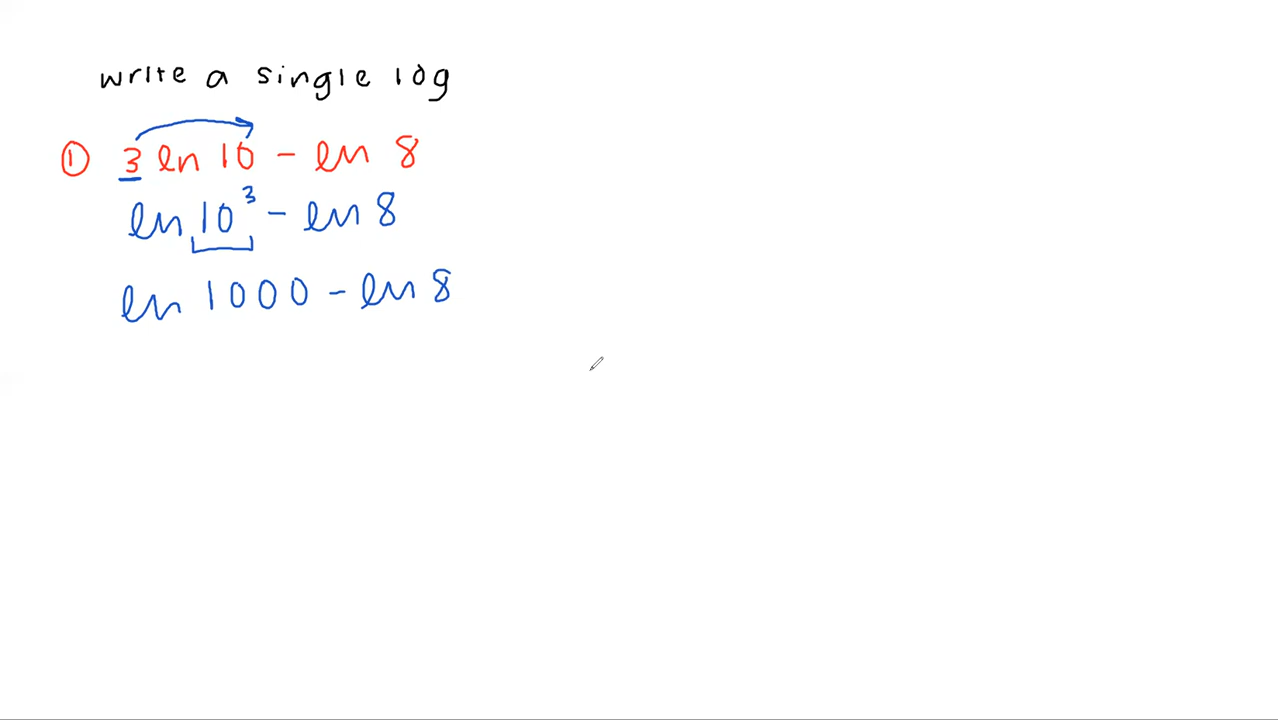 write a single log
① 3 ln 10 - ln 8
ln 10³ - ln 8
ln 1000 - ln 8